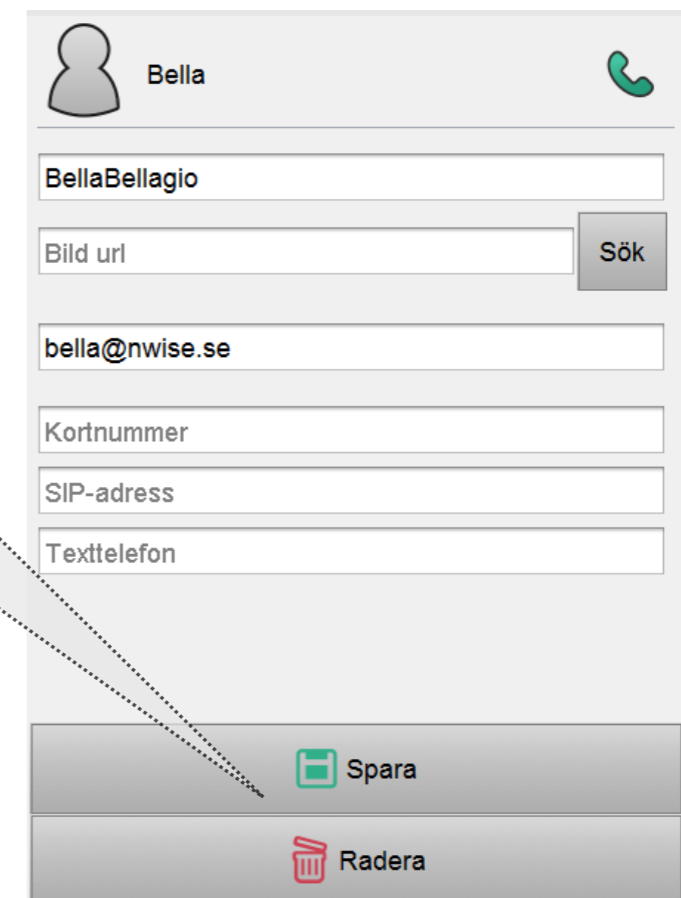 Bella
BellaBellagio
Bild url
Sök
bella@nwise.se
Kortnummer
SIP-adress
Texttelefon
Spara
Radera